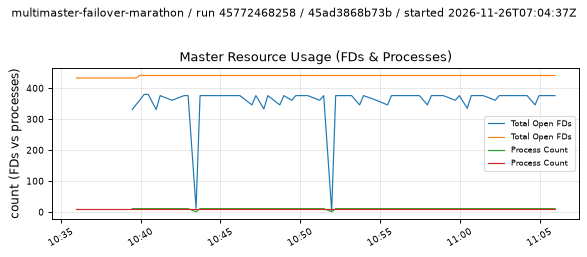 multimaster-failover-marathon / run 45772468258 / 45ad3868b73b / started 2026-11-26T07:04:37Z
Master Resource Usage (FDs & Processes)
count (FDs vs processes)
400
300
200
100
0
Total Open FDs
Total Open FDs
Process Count
Process Count
10:35
10:40
10:45
10:50
10:55
11:00
11:05